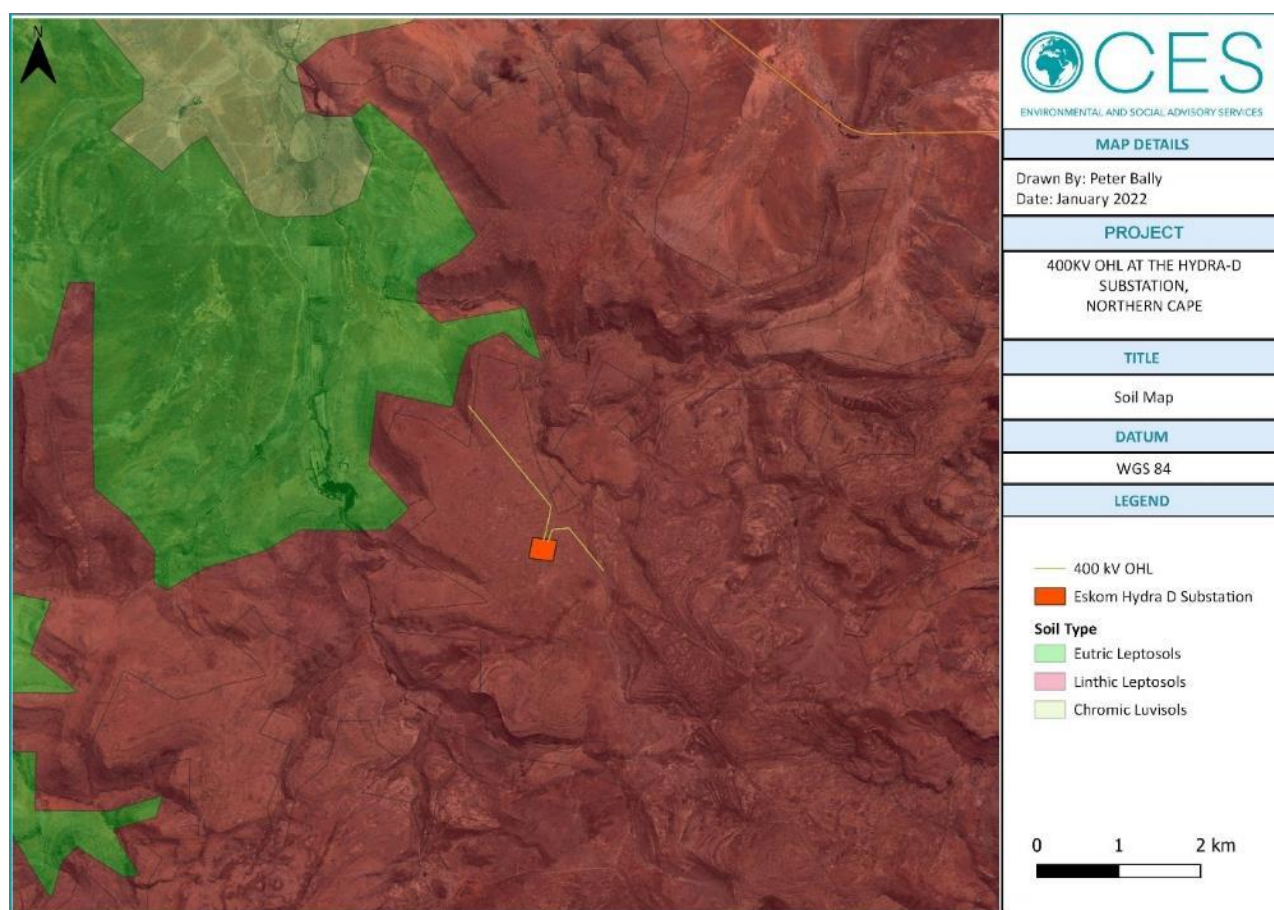 N
CES
ENVIRONMENTAL AND SOCIAL ADVISORY SERVICES
MAP DETAILS
Drawn By: Peter Bally
Date: January 2022
PROJECT
400KV OHL AT THE HYDRA-D
SUBSTATION,
NORTHERN CAPE
TITLE
Soil Map
DATUM
WGS 84
LEGEND
400 kV OHL
Eskom Hydra D Substation
Soil Type
Eutric Leptosols
Linthic Leptosols
Chromic Luvisols
0 1 2 km